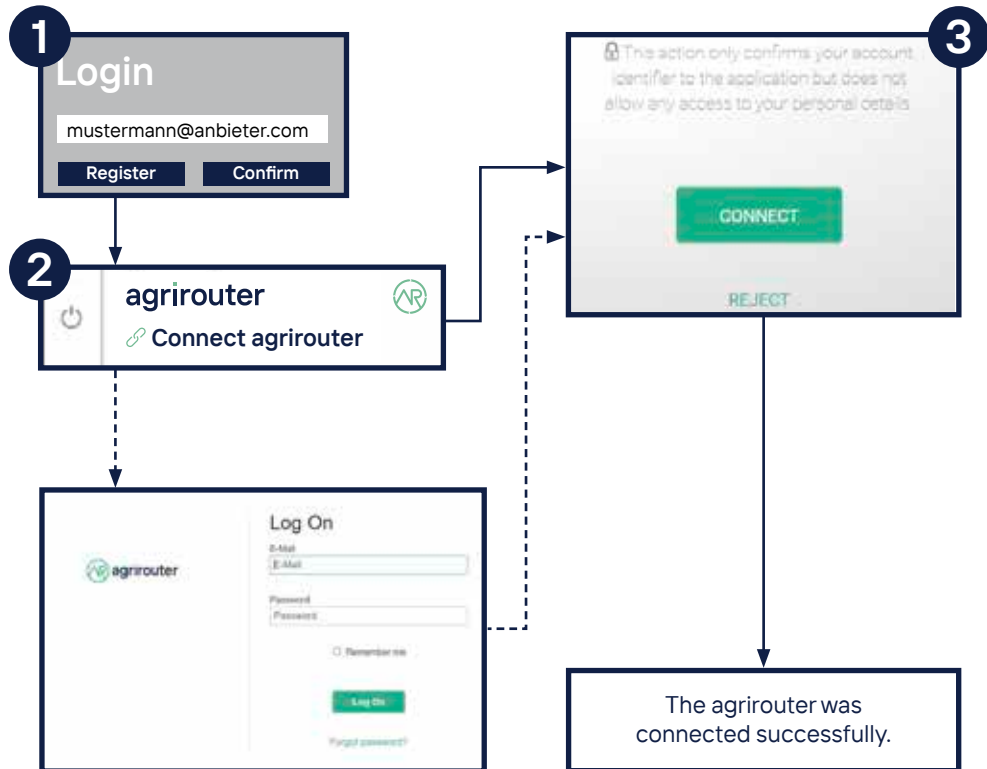 1
Login
mustermann@anbieter.com
Register
Confirm
2
agrirouter
AR
Connect agrirouter
AR agrirouter
Log On
E-Mail
E-Mail
Password
Password
Remember me
Log On
Forgot password?
3
This action only confirms your account
identifier to the application but does not
allow any access to your personal details
CONNECT
REJECT
The agrirouter was
connected successfully.